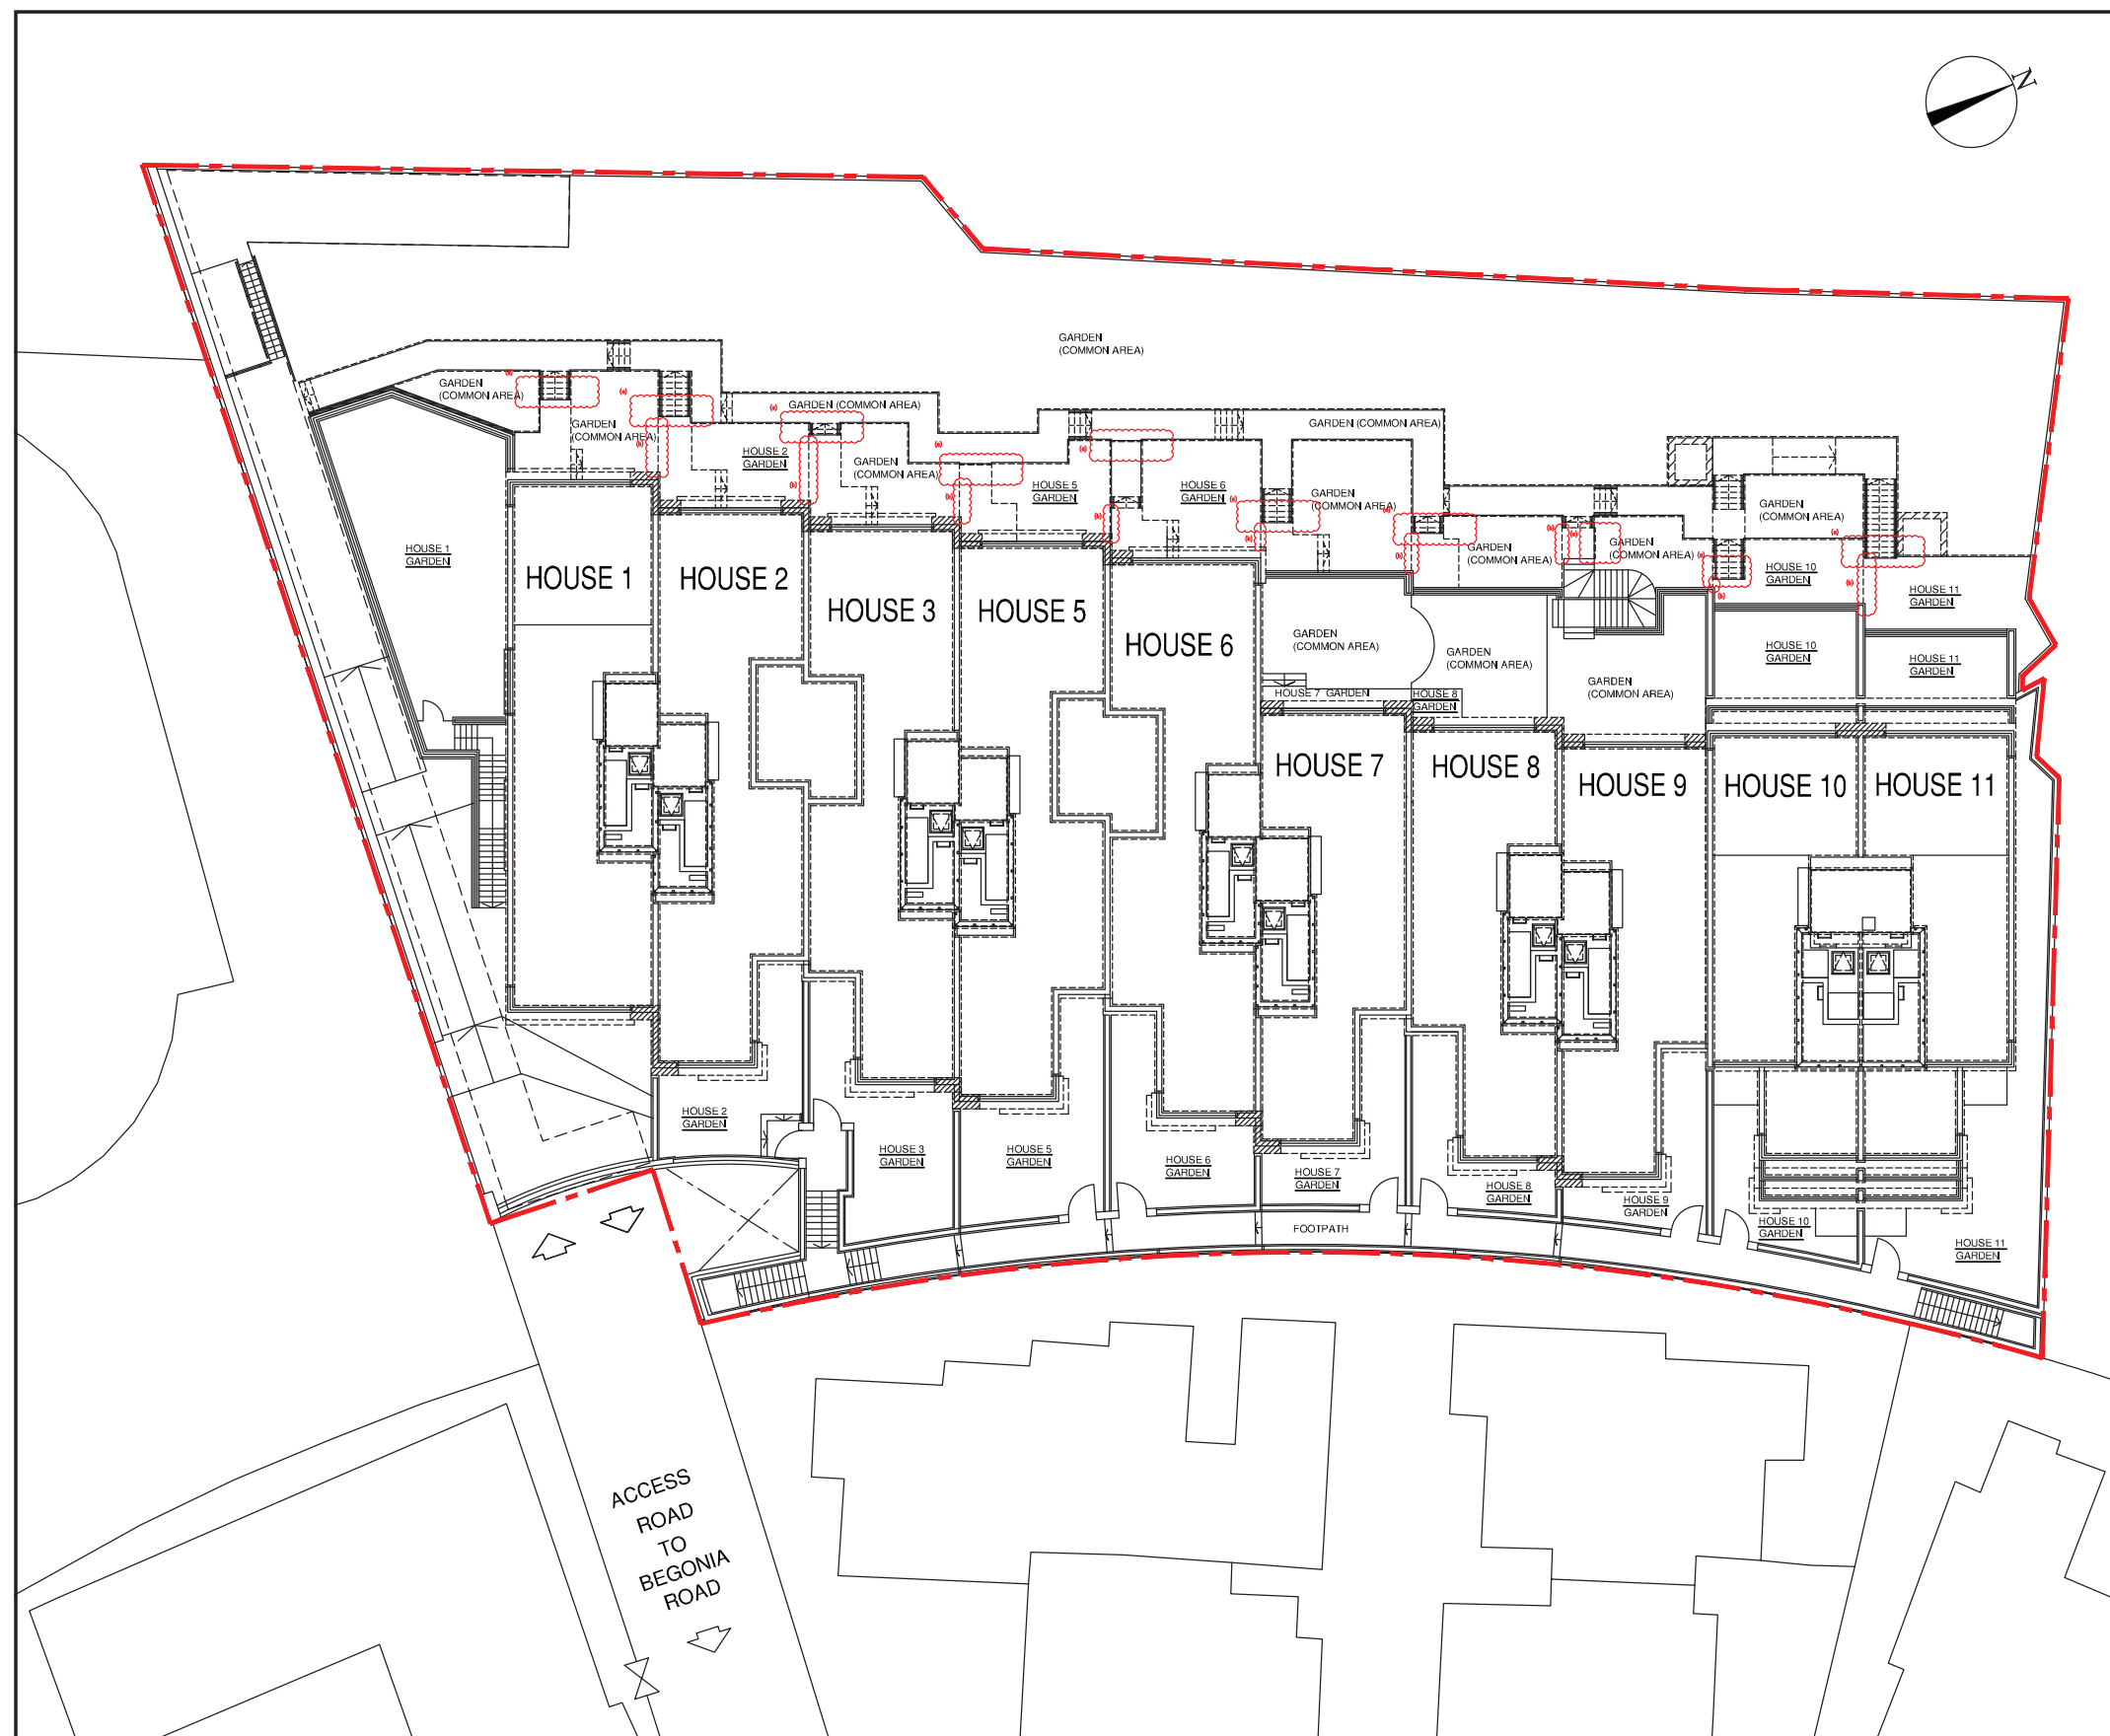 N
GARDEN
(COMMON AREA)
GARDEN
(COMMON AREA)
(a)
(a)
(a)
GARDEN (COMMON AREA)
GARDEN (COMMON AREA)
GARDEN
(COMMON AREA)
(b)
HOUSE 2
GARDEN
(b)
GARDEN
(COMMON AREA)
(a)
(b)
HOUSE 5
GARDEN
(a)
(b)
HOUSE 6
GARDEN
(a)
(b)
GARDEN
(COMMON AREA)
(a)
(b)
GARDEN
(COMMON AREA)
(b)
(a)
GARDEN
(COMMON AREA)
GARDEN
(COMMON AREA)
(a)
(b)
HOUSE 10
GARDEN
(a)
(b)
HOUSE 11
GARDEN
HOUSE 1
GARDEN
HOUSE 1
HOUSE 2
HOUSE 3
HOUSE 5
HOUSE 6
GARDEN
(COMMON AREA)
GARDEN
(COMMON AREA)
GARDEN
(COMMON AREA)
HOUSE 10
GARDEN
HOUSE 11
GARDEN
HOUSE 7 GARDEN
HOUSE 8
GARDEN
HOUSE 7
HOUSE 8
HOUSE 9
HOUSE 10
HOUSE 11
HOUSE 2
GARDEN
HOUSE 3
GARDEN
HOUSE 5
GARDEN
HOUSE 6
GARDEN
HOUSE 7
GARDEN
HOUSE 8
GARDEN
HOUSE 9
GARDEN
HOUSE 10
GARDEN
HOUSE 11
GARDEN
FOOTPATH
ACCESS
ROAD
TO
BEGONIA
ROAD